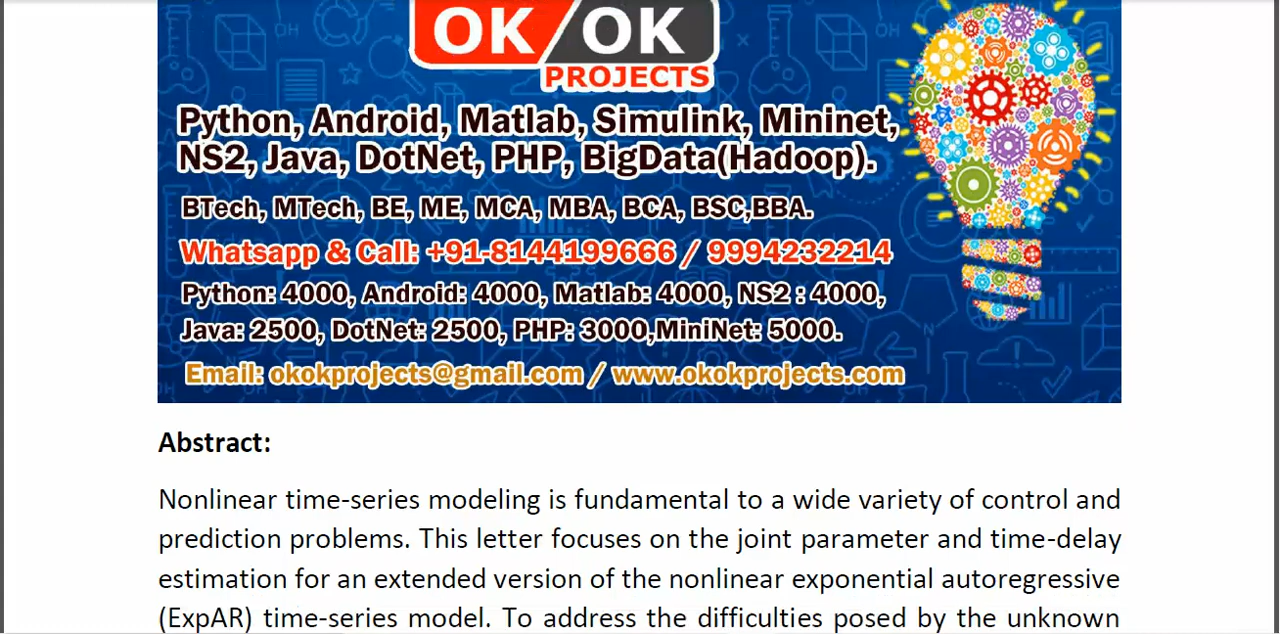 OK/OK
PROJECTS
Python, Android, Matlab, Simulink, Mininet,
NS2, Java, DotNet, PHP, BigData(Hadoop).
BTech, MTech, BE, ME, MCA, MBA, BCA, BSC,BBA.
Whatsapp & Call: +91-8144199666 / 9994232214
Python: 4000, Android: 4000, Matlab: 4000, NS2 : 4000,
Java: 2500, DotNet: 2500, PHP: 3000,MiniNet: 5000.
Email: okokprojects@gmail.com / www.okokprojects.com
Abstract:
Nonlinear time-series modeling is fundamental to a wide variety of control and
prediction problems. This letter focuses on the joint parameter and time-delay
estimation for an extended version of the nonlinear exponential autoregressive
(ExpAR) time-series model. To address the difficulties posed by the unknown